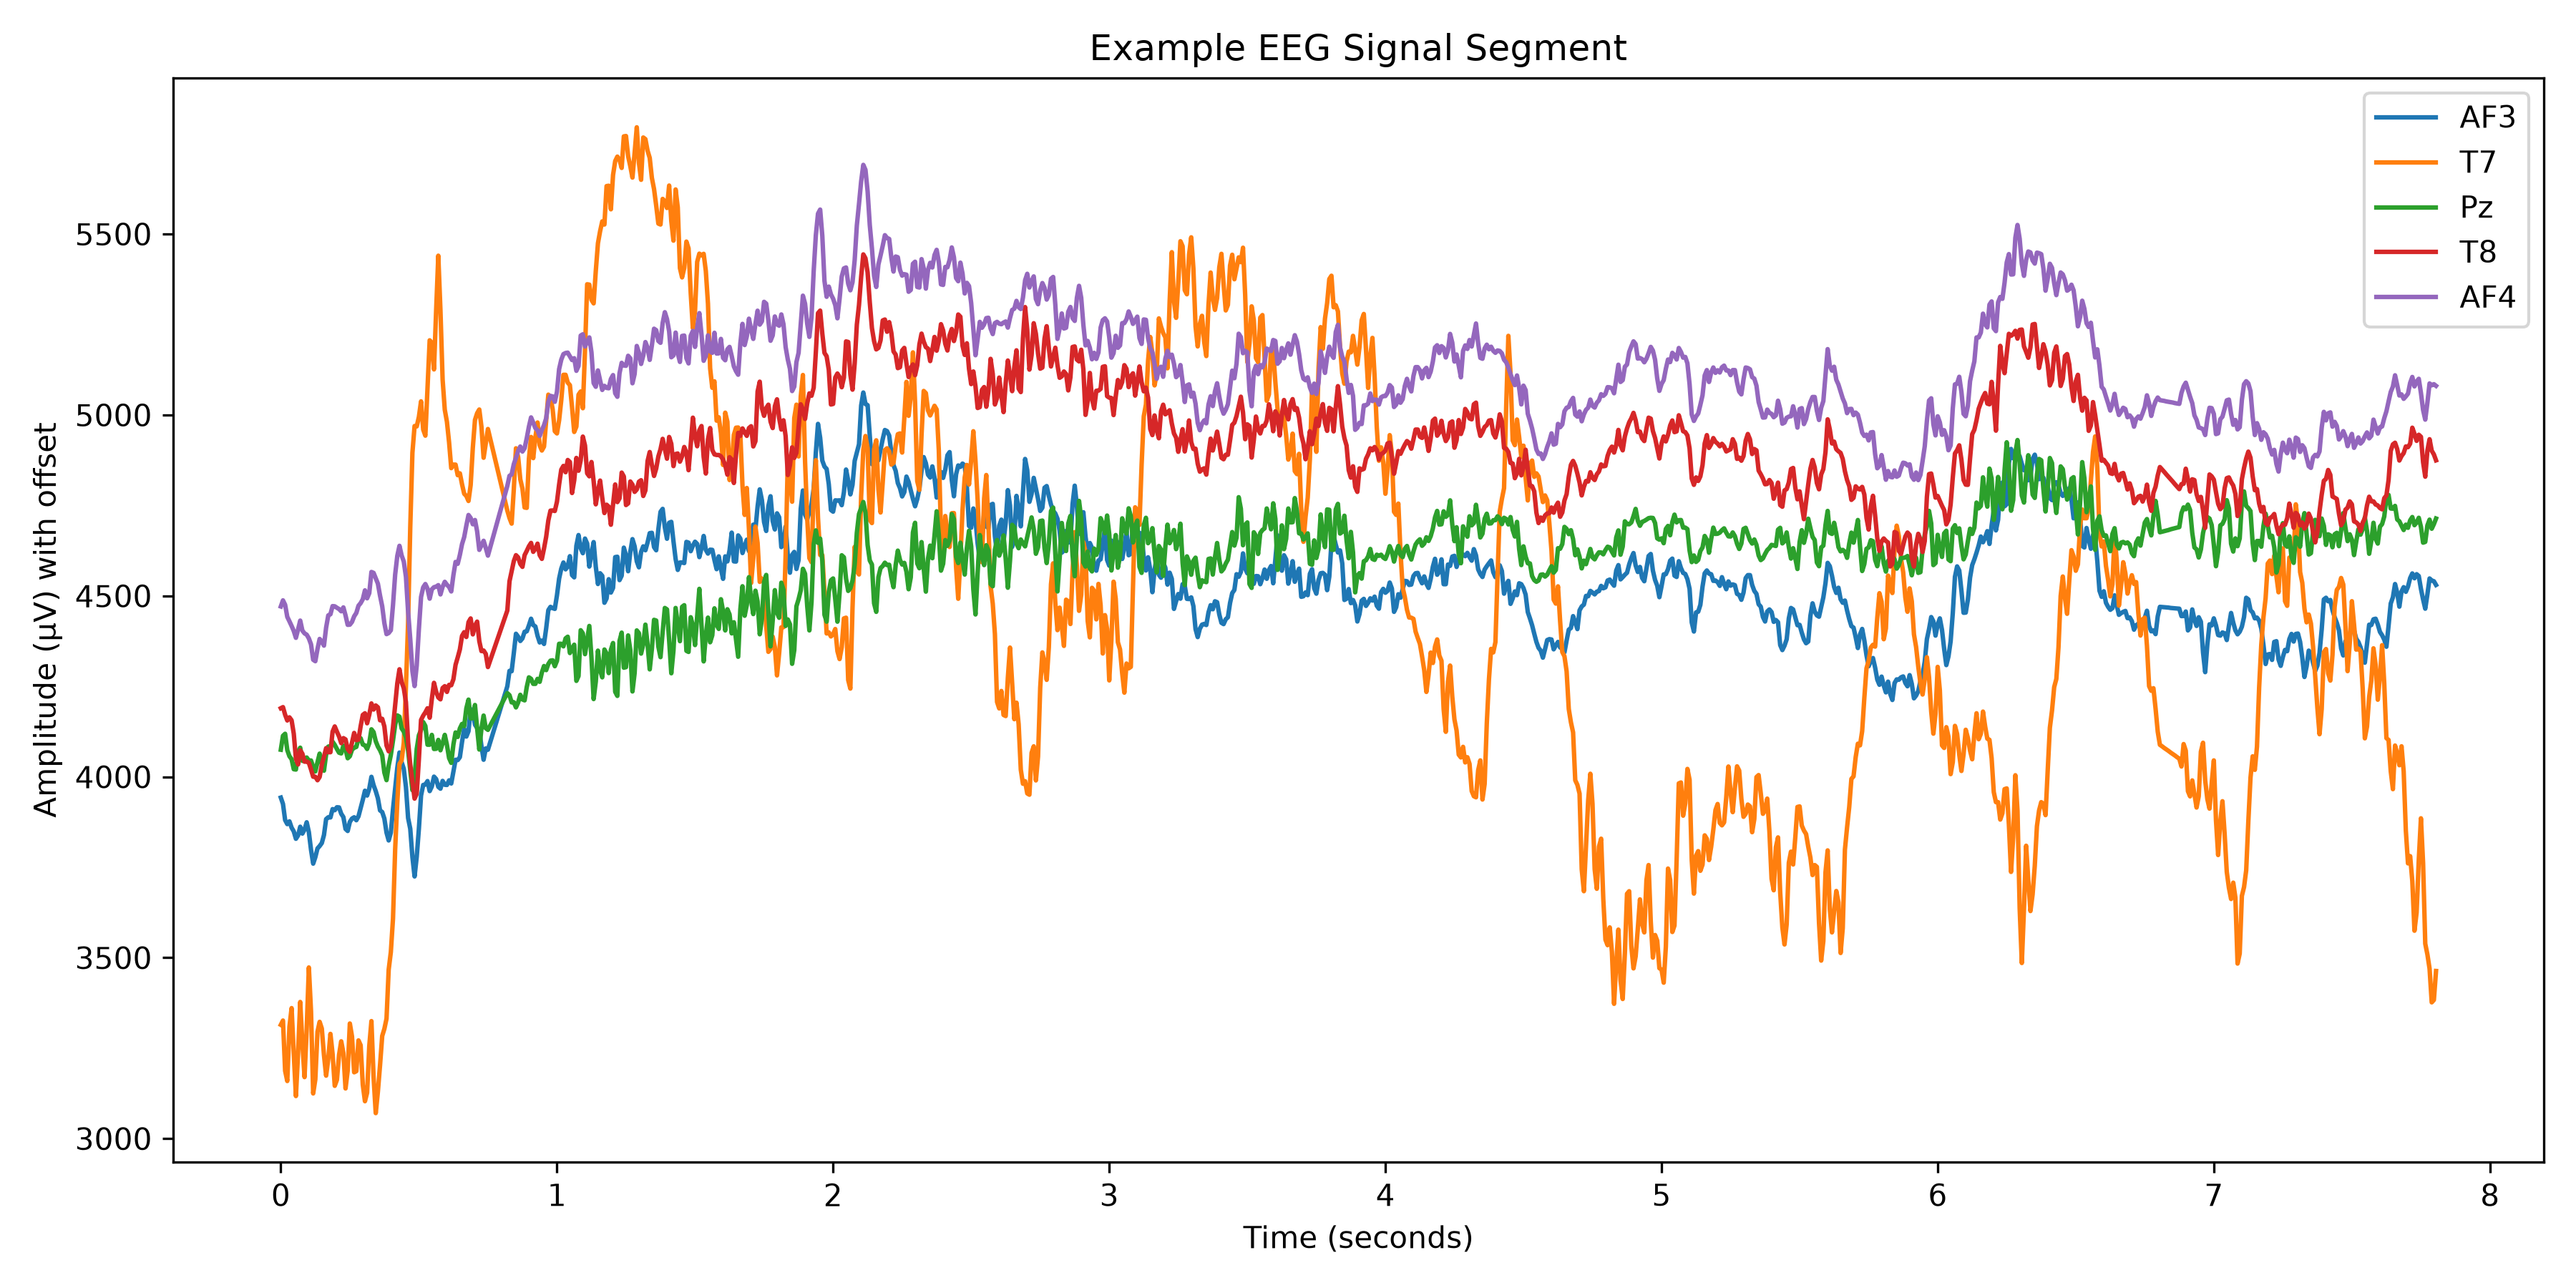 Example EEG Signal Segment
AF3
T7
Pz
T8
AF4
Amplitude (µV) with offset
5500
5000
4500
4000
3500
3000
0 1 2 3 4 5 6 7 8
Time (seconds)